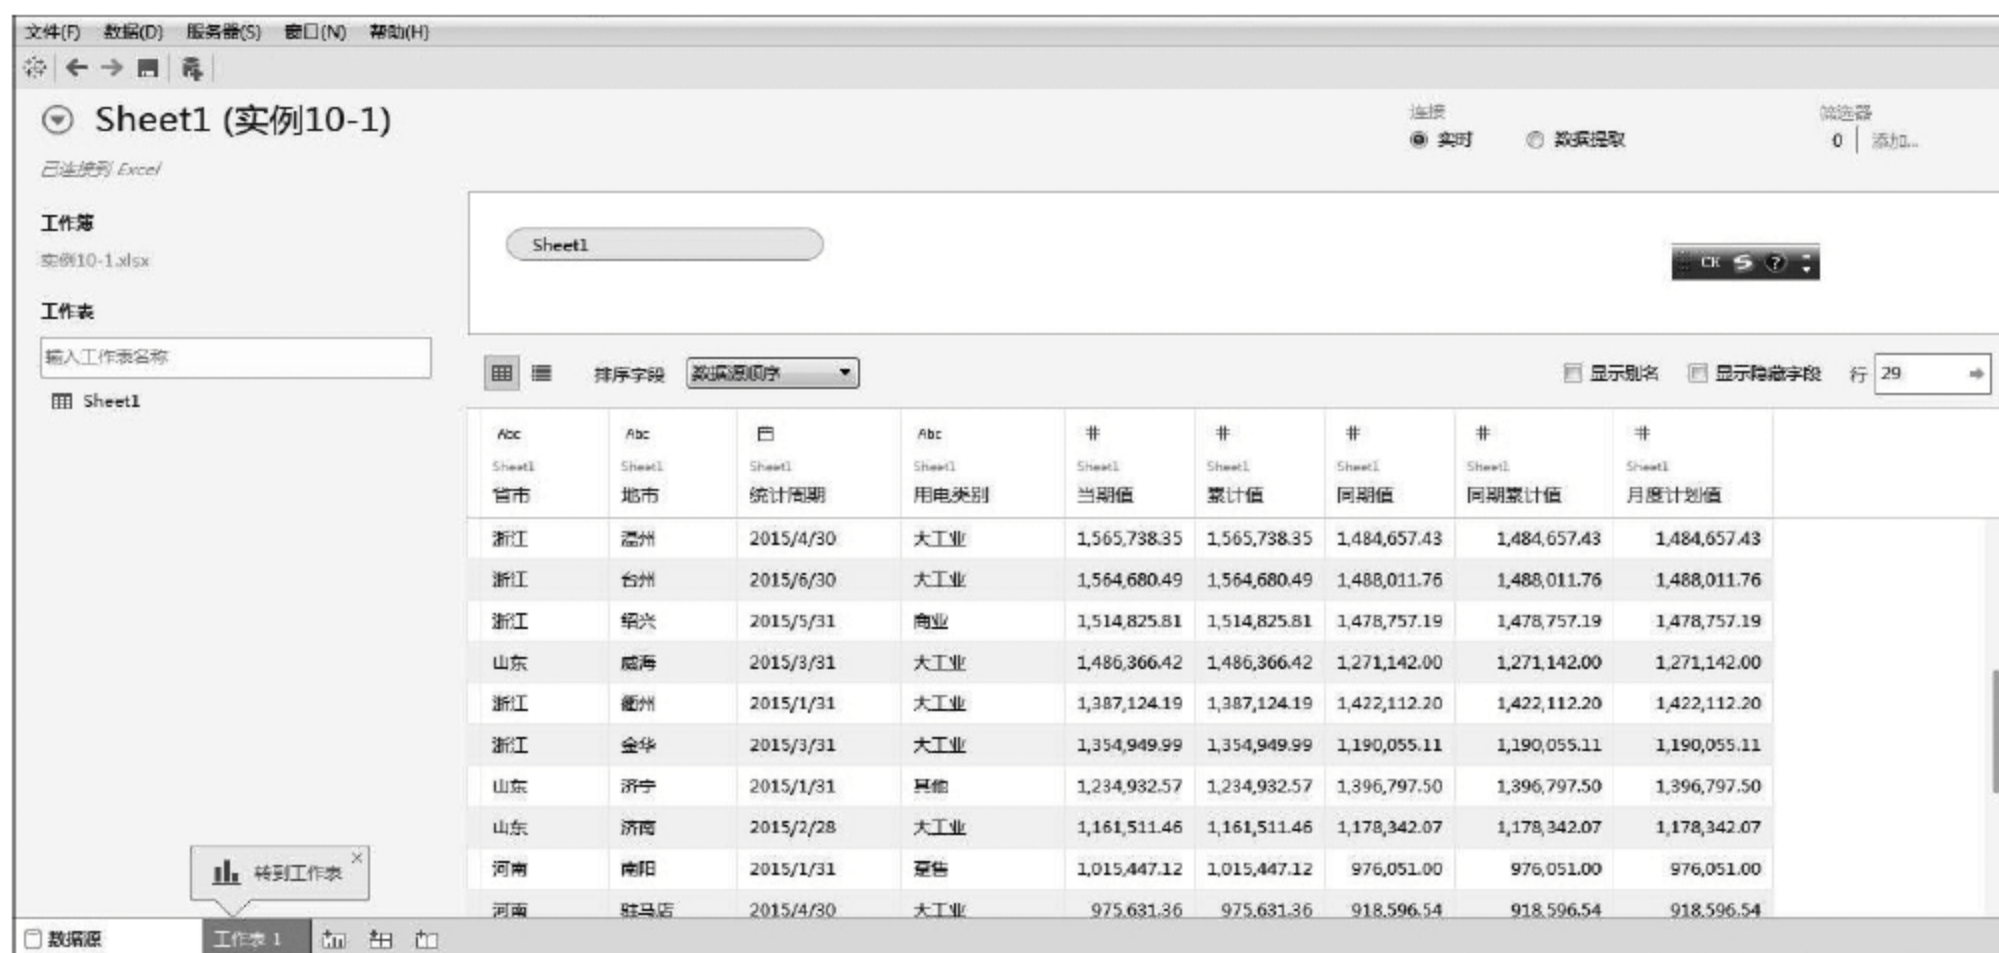 文件(F) 数据(D) 服务器(S) 窗口(N) 帮助(H)
Sheet1 (实例10-1)
已连接到 Excel
连接
实时 数据提取
筛选器
0 添加...
工作簿
实例10-1.xlsx
工作表
输入工作表名称
Sheet1
Sheet1
CH S ?
排序字段 数据源顺序 显示别名 显示隐藏字段 行 29
Abc Abc Abc # # # # #
Sheet1 Sheet1 Sheet1 Sheet1 Sheet1 Sheet1 Sheet1 Sheet1 Sheet1
省市 地市 统计周期 用电类别 当期值 累计值 同期值 同期累计值 月度计划值
浙江 温州 2015/4/30 大工业 1,565,738.35 1,565,738.35 1,484,657.43 1,484,657.43 1,484,657.43
浙江 台州 2015/6/30 大工业 1,564,680.49 1,564,680.49 1,488,011.76 1,488,011.76 1,488,011.76
浙江 绍兴 2015/5/31 商业 1,514,825.81 1,514,825.81 1,478,757.19 1,478,757.19 1,478,757.19
山东 威海 2015/3/31 大工业 1,486,366.42 1,486,366.42 1,271,142.00 1,271,142.00 1,271,142.00
浙江 衢州 2015/1/31 大工业 1,387,124.19 1,387,124.19 1,422,112.20 1,422,112.20 1,422,112.20
浙江 金华 2015/3/31 大工业 1,354,949.99 1,354,949.99 1,190,055.11 1,190,055.11 1,190,055.11
山东 济宁 2015/1/31 其他 1,234,932.57 1,234,932.57 1,396,797.50 1,396,797.50 1,396,797.50
山东 济南 2015/2/28 大工业 1,161,511.46 1,161,511.46 1,178,342.07 1,178,342.07 1,178,342.07
河南 南阳 2015/1/31 趸售 1,015,447.12 1,015,447.12 976,051.00 976,051.00 976,051.00
河南 驻马店 2015/4/30 大工业 975,631.36 975,631.36 918,596.54 918,596.54 918,596.54
转到工作表
数据源 工作表 1